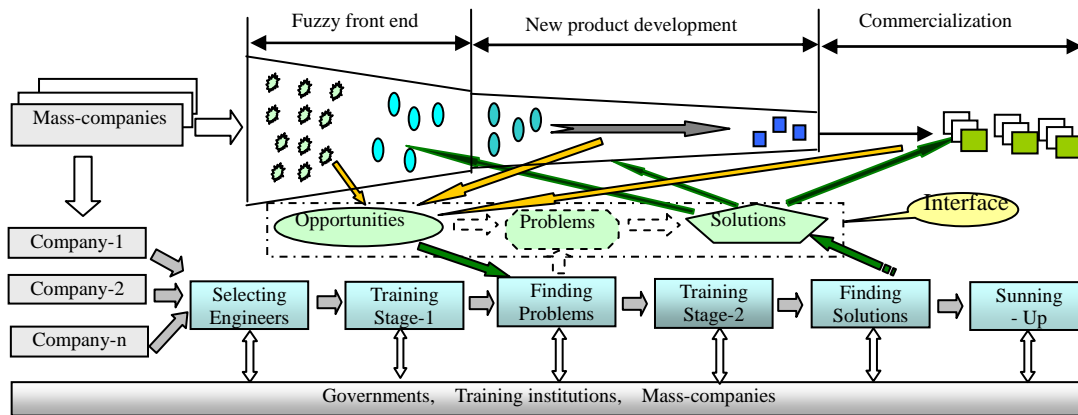 Fuzzy front end
New product development
Commercialization
Mass-companies
Opportunities
Problems
Solutions
Interface
Company-1
Company-2
Company-n
Selecting
Engineers
Training
Stage-1
Finding
Problems
Training
Stage-2
Finding
Solutions
Sunning
- Up
Governments, Training institutions, Mass-companies